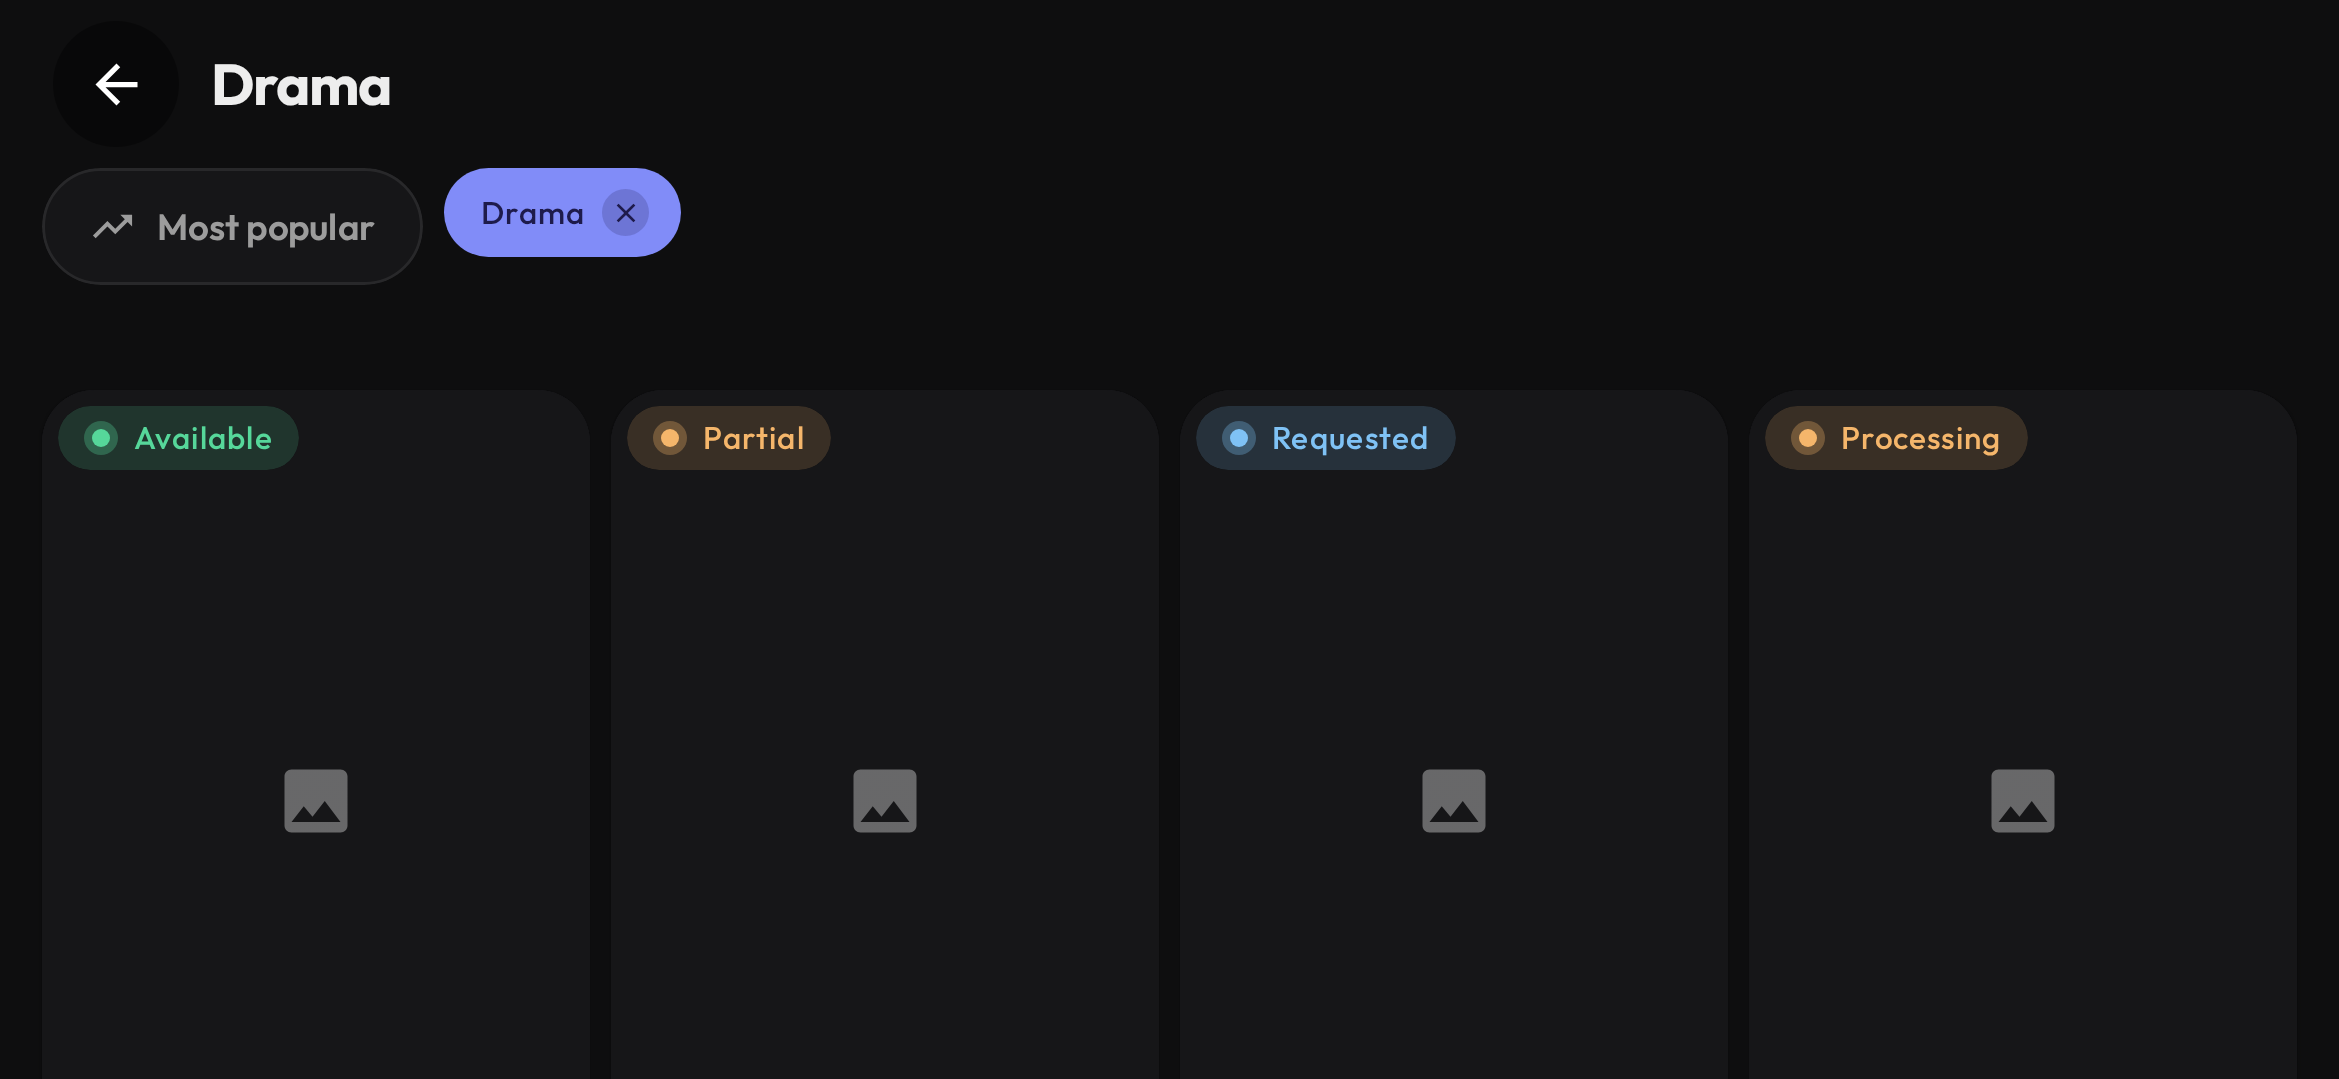 Drama
Most popular
Drama
Available
Partial
Requested
Processing